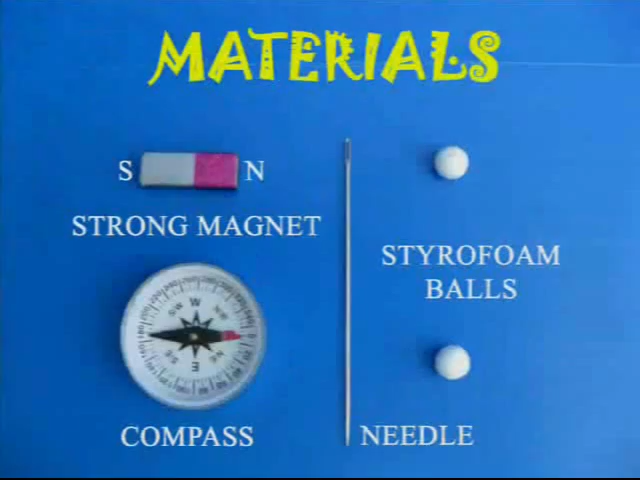 MATERIALS
S N
STRONG MAGNET
STYROFOAM
BALLS
W
E
COMPASS
NEEDLE